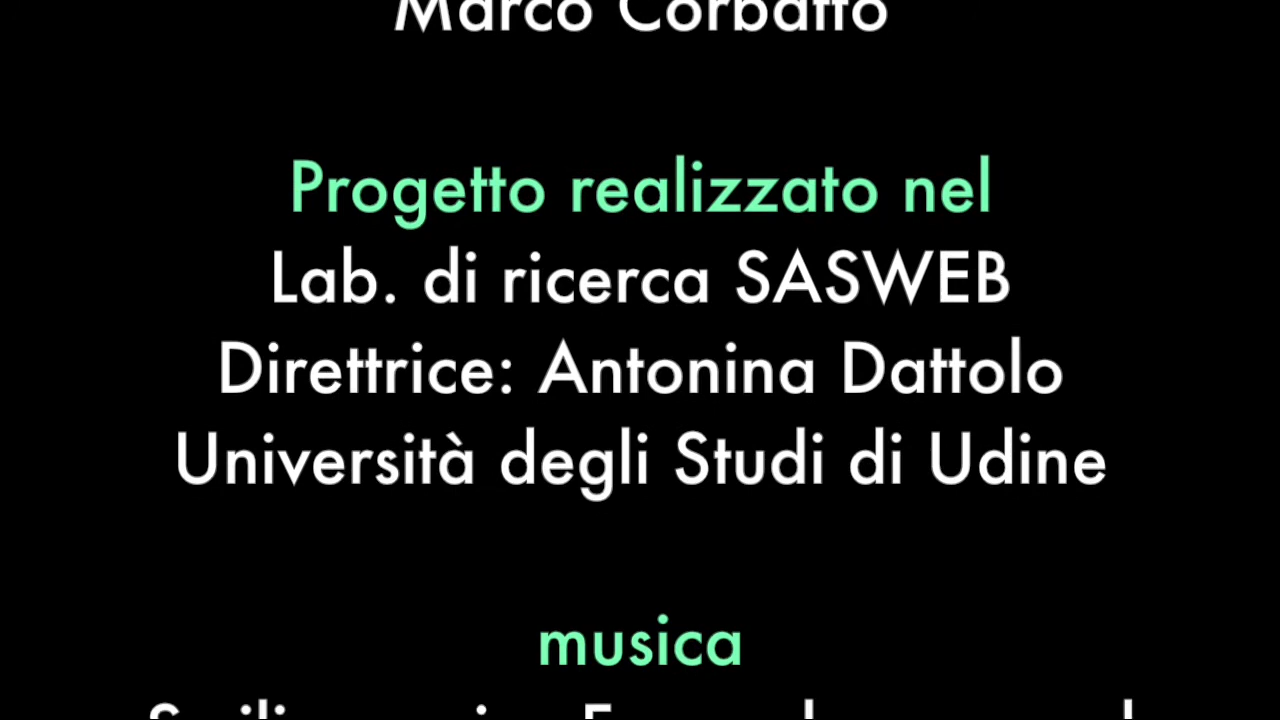 Marco Corbatto
Progetto realizzato nel
Lab. di ricerca SASWEB
Direttrice: Antonina Dattolo
Università degli Studi di Udine
musica